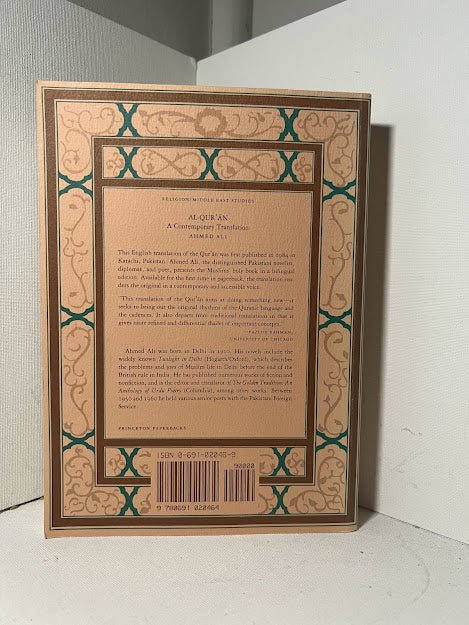 RELIGION/MIDDLE EAST STUDIES
AL-QUR'ĀN
A Contemporary Translation
AHMED ALI
This English translation of the Qur'ān was first published in 1984 in
Karachi, Pakistan. Ahmed Ali, the distinguished Pakistani novelist,
diplomat, and poet, presents the Muslims' holy book in a bilingual
edition. Available for the first time in paperback, the translation ren-
ders the original in a contemporary and accessible voice.
"This translation of the Qur'ān aims at doing something new—it
seeks to bring out the original rhythms of the Quranic language and
the cadences. It also departs from traditional translations in that it
gives more refined and differential shades of important concepts."
—FAZLUR RAHMAN,
UNIVERSITY OF CHICAGO
Ahmed Ali was born in Delhi in 1910. His novels include the
widely known Twilight in Delhi (Hogarth/Oxford), which describes
the problems and joys of Muslim life in Delhi before the end of the
British rule in India. He has published numerous works of fiction and
nonfiction, and is the editor and translator of The Golden Tradition: An
Anthology of Urdu Poetry (Columbia), among other works. Between
1950 and 1960 he held various senior posts with the Pakistan Foreign
Service.
PRINCETON PAPERBACKS
ISBN 0-691-02046-9
90000
9 780691 020464